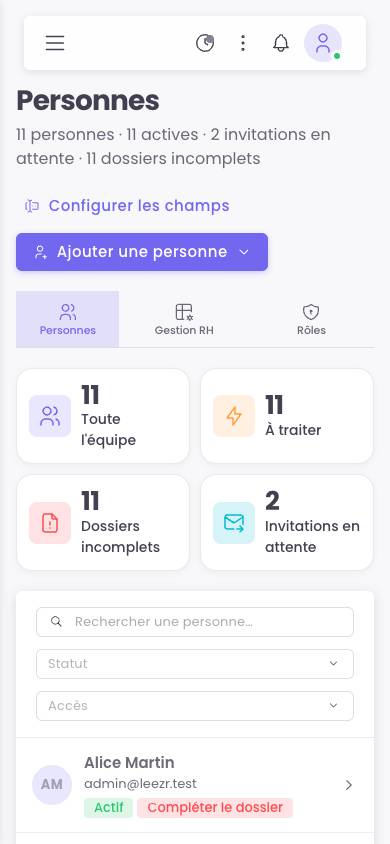 Personnes
11 personnes · 11 actives · 2 invitations en
attente · 11 dossiers incomplets
Configurer les champs
Ajouter une personne
Personnes
Gestion RH
Rôles
11
Toute
l'équipe
11
À traiter
11
Dossiers
incomplets
2
Invitations en
attente
Rechercher une personne...
Statut
Accès
AM
Alice Martin
admin@leezr.test
Actif
Compléter le dossier